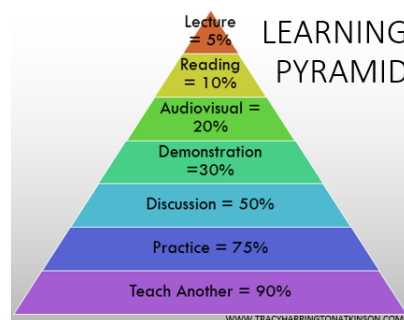 Lecture
= 5%
LEARNING
PYRAMID
Reading
= 10%
Audiovisual =
20%
Demonstration
=30%
Discussion = 50%
Practice = 75%
Teach Another = 90%
WWW.TRACYHARRINGTONATKINSON.COM